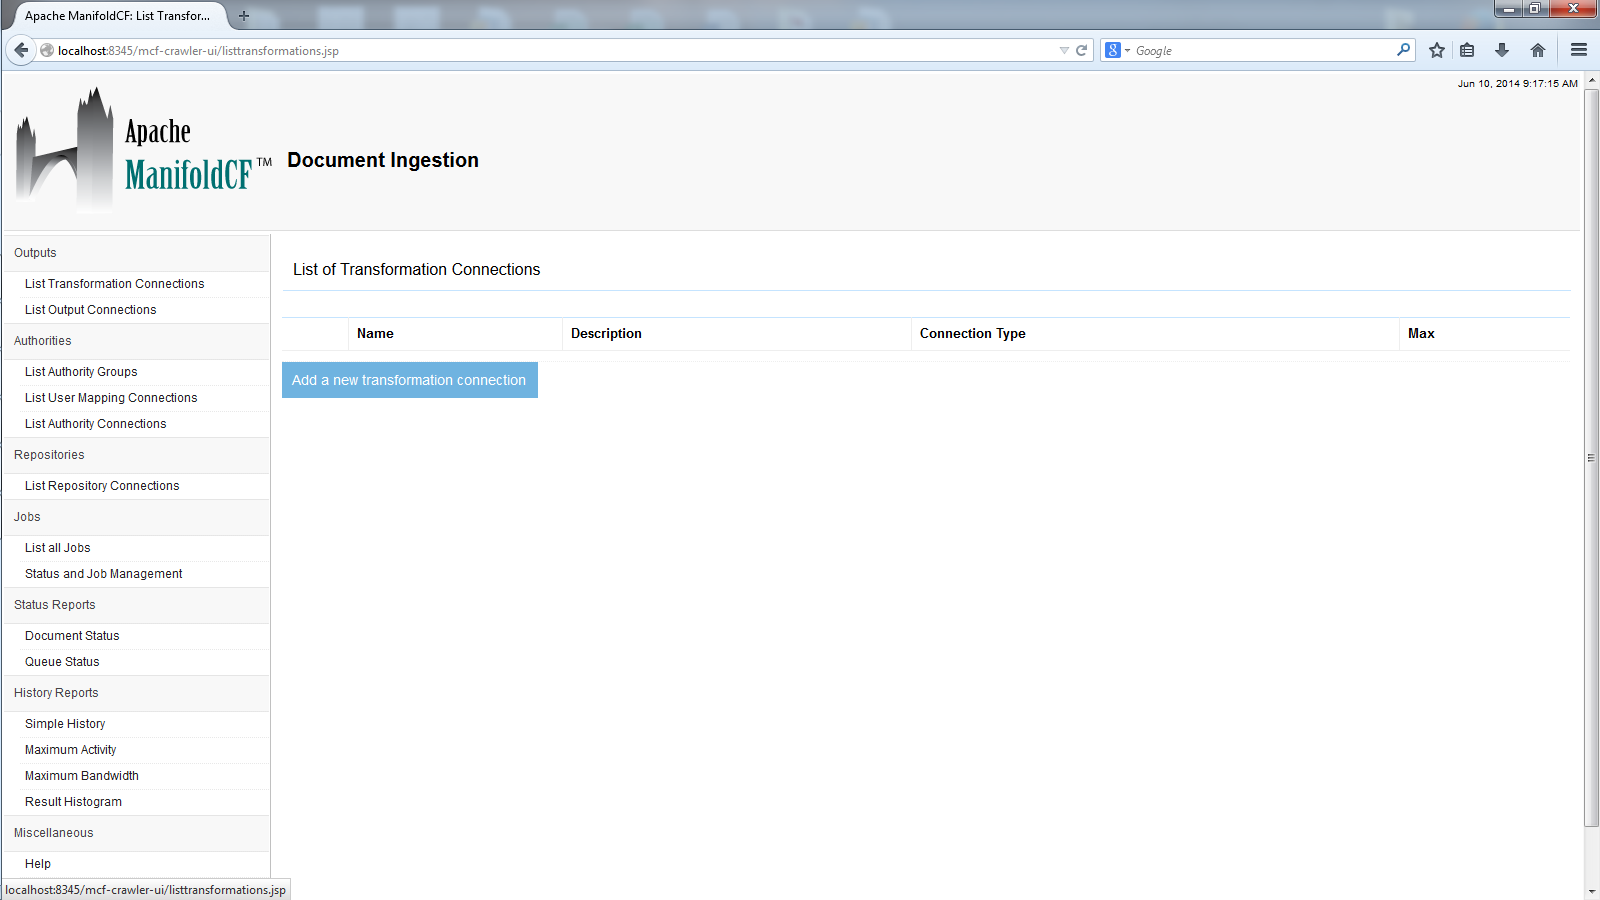 Apache ManifoldCF: List Transfor...
localhost:8345/mcf-crawler-ui/listtransformations.jsp
Google
Jun 10, 2014 9:17:15 AM
Apache
ManifoldCF™
Document Ingestion
Outputs
List Transformation Connections
List Output Connections
Authorities
List Authority Groups
List User Mapping Connections
List Authority Connections
Repositories
List Repository Connections
Jobs
List all Jobs
Status and Job Management
Status Reports
Document Status
Queue Status
History Reports
Simple History
Maximum Activity
Maximum Bandwidth
Result Histogram
Miscellaneous
Help
List of Transformation Connections
Name Description Connection Type Max
Add a new transformation connection
localhost:8345/mcf-crawler-ui/listtransformations.jsp